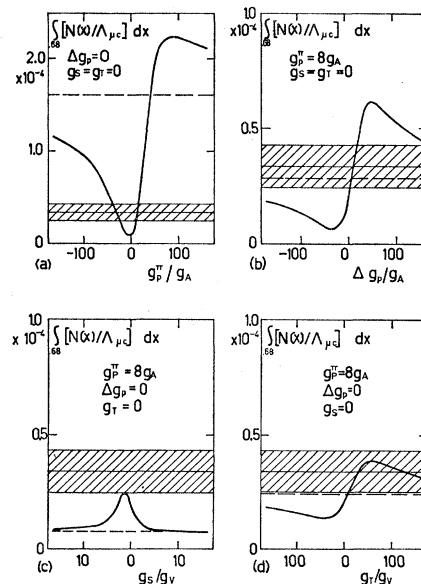 ∫.68 [N(x)/Λμc] dx
2.0
×10⁻⁴
Δgp=0
gS=gT=0
1.0
0
-100 0 100
(a)
gpπ/gA
1.0
×10⁻⁴
∫.68 [N(x)/Λμc] dx
gpπ=8gA
gS=gT=0
0.5
0
-100 0 100
(b)
Δgp/gA
1.0
×10⁻⁴
∫.68 [N(x)/Λμc] dx
gPπ=8gA
Δgp=0
gT=0
0.5
0
10 0 10
(c)
gS/gV
1.0
×10⁻⁴
∫.68 [N(x)/Λμc] dx
gPπ=8gA
Δgp=0
gS=0
0.5
0
-100 0 100
(d)
gT/gV